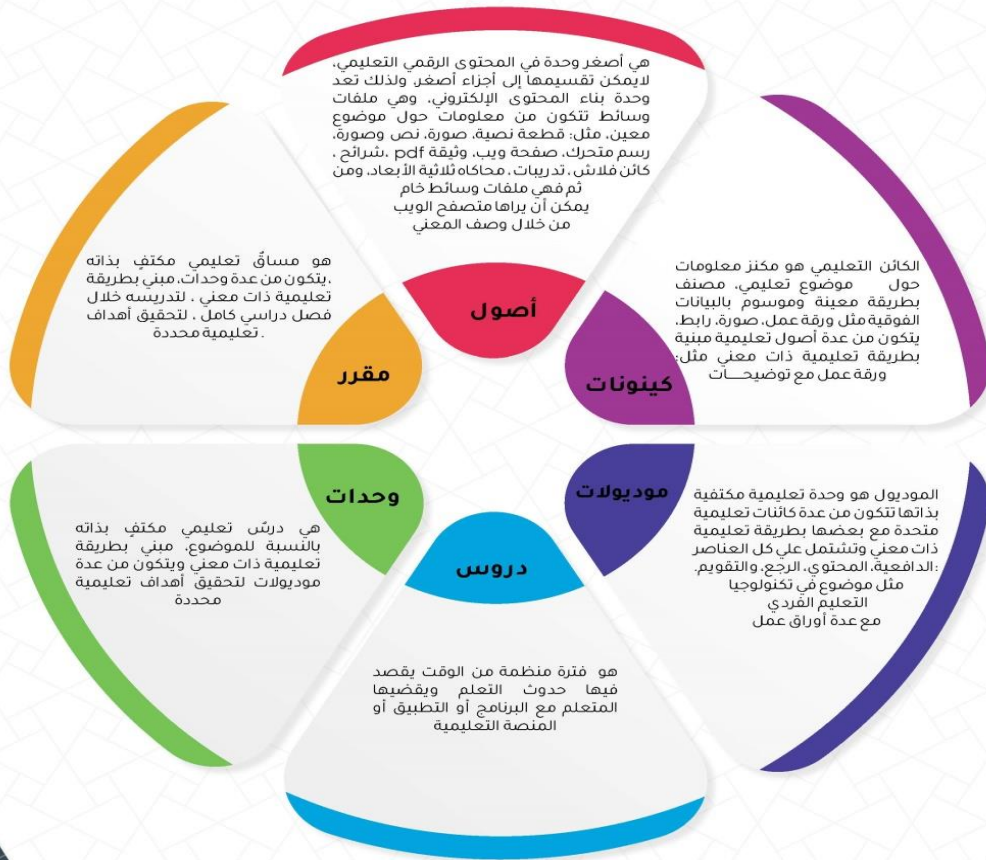 هي أصغر وحدة في المحتوى الرقمي التعليمي،
لايمكن تقسيمها إلى أجزاء أصغر، ولذلك تعد
وحدة بناء المحتوى الإلكتروني، وهي ملفات
وسائط تتكون من معلومات حول موضوع
معين، مثل: قطعة نصية، صورة، نص وصورة،
رسم متحرك، صفحة ويب، وثيقة pdf ،شرائح ،
كائن فلاش، تدريبات، محاكاه ثلاثية الأبعاد، ومن
ثم فهي ملفات وسائط خام
يمكن أن يراها متصفح الويب
من خلال وصف المعني
أصول
الكائن التعليمي هو مكنز معلومات
حول موضوع تعليمي، مصنف
بطريقة معينة وموسوم بالبيانات
الفوقية مثل ورقة عمل، صورة، رابط،
يتكون من عدة أصول تعليمية مبنية
بطريقة تعليمية ذات معني مثل:
ورقة عمل مع توضيحـــات
كينونات
الموديول هو وحدة تعليمية مكتفية
بذاتها تتكون من عدة كائنات تعليمية
متحدة مع بعضها بطريقة تعليمية
ذات معني وتشتمل علي كل العناصر
:الدافعية، المحتوي، الرجع، والتقويم.
مثل موضوع في تكنولوجيا
التعليم الفردي
مع عدة أوراق عمل
موديولات
دروس
هو فترة منظمة من الوقت يقصد
فيها حدوث التعلم ويقضيها
المتعلم مع البرنامج أو التطبيق أو
المنصة التعليمية
وحدات
هي درسٌ تعليمي مكتفٍ بذاته
بالنسبة للموضوع، مبني بطريقة
تعليمية ذات معني ويتكون من عدة
موديولات لتحقيق أهداف تعليمية
محددة
هو مساقٌ تعليمي مكتفٍ بذاته
،يتكون من عدة وحدات، مبني بطريقة
تعليمية ذات معني ، لتدريسه خلال
فصل دراسي كامل ، لتحقيق أهداف
تعليمية محددة .
مقرر